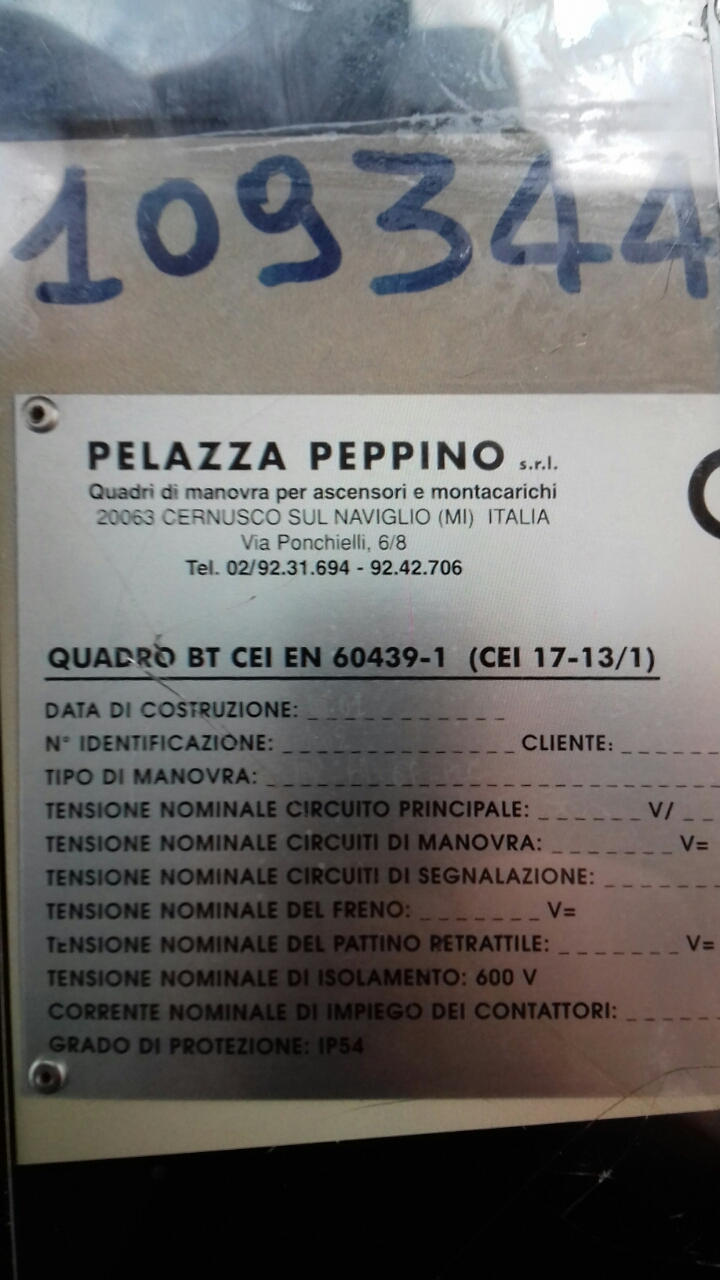 109344
PELAZZA PEPPINO s.r.l.
Quadri di manovra per ascensori e montacarichi
20063 CERNUSCO SUL NAVIGLIO (MI) ITALIA
Via Ponchielli, 6/8
Tel. 02/92.31.694 - 92.42.706
QUADRO BT CEI EN 60439-1 (CEI 17-13/1)
DATA DI COSTRUZIONE: _ _ _ _ _ _ _ _ _ _ _
N° IDENTIFICAZIONE: _ _ _ _ _ _ _ _ _ _ _ _ _ CLIENTE: _ _ _ _ _
TIPO DI MANOVRA: _ _ _ _ _ _ _ _ _ _ _ _ _ _ _ _ _ _ _ _ _ _ _ _
TENSIONE NOMINALE CIRCUITO PRINCIPALE: _ _ _ _ _ _ V/ _ _
TENSIONE NOMINALE CIRCUITI DI MANOVRA: _ _ _ _ _ _ _ V=
TENSIONE NOMINALE CIRCUITI DI SEGNALAZIONE: _ _ _ _ _ _
TENSIONE NOMINALE DEL FRENO: _ _ _ _ _ _ _ V=
TENSIONE NOMINALE DEL PATTINO RETRATTILE: _ _ _ _ _ _ _ V=
TENSIONE NOMINALE DI ISOLAMENTO: 600 V
CORRENTE NOMINALE DI IMPIEGO DEI CONTATTORI: _ _ _ _ _
GRADO DI PROTEZIONE: IP54